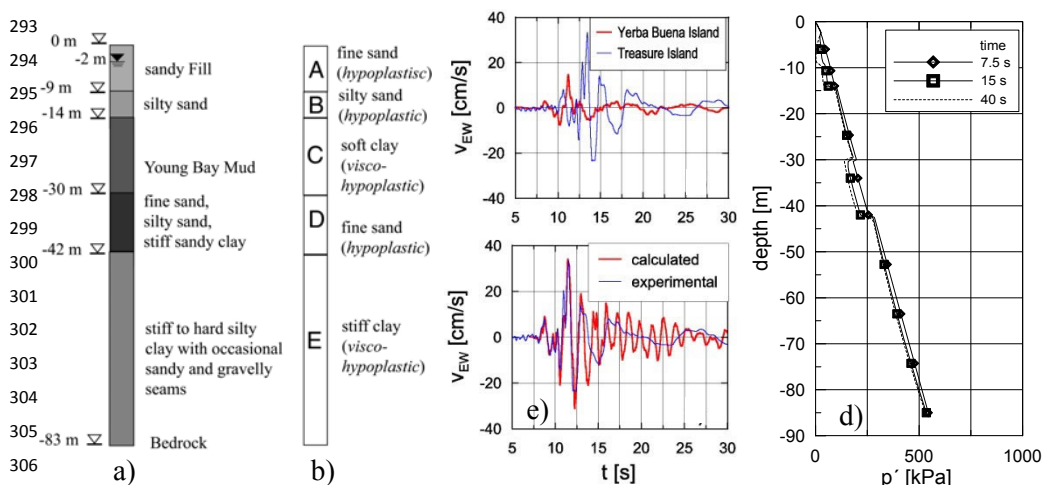 293
294
295
296
297
298
299
300
301
302
303
304
305
306
0 m
-2 m
-9 m
-14 m
-30 m
-42 m
-83 m
sandy Fill
silty sand
Young Bay Mud
fine sand,
silty sand,
stiff sandy clay
stiff to hard silty
clay with occasional
sandy and gravelly
seams
Bedrock
a)
A
B
C
D
E
fine sand
(hypoplastisc)
silty sand
(hypoplastic)
soft clay
(visco-
hypoplastic)
fine sand
(hypoplastic)
stiff clay
(visco-
hypoplastic)
b)
Yerba Buena Island
Treasure Island
vEW [cm/s]
40
20
0
-20
-40
5 10 15 20 25 30
calculated
experimental
vEW [cm/s]
40
20
0
-20
-40
e)
5 10 15 20 25 30
t [s]
time
7.5 s
15 s
40 s
depth [m]
0
-10
-20
-30
-40
-50
-60
-70
-80
-90
d)
0 250 500 750 1000
p´ [kPa]